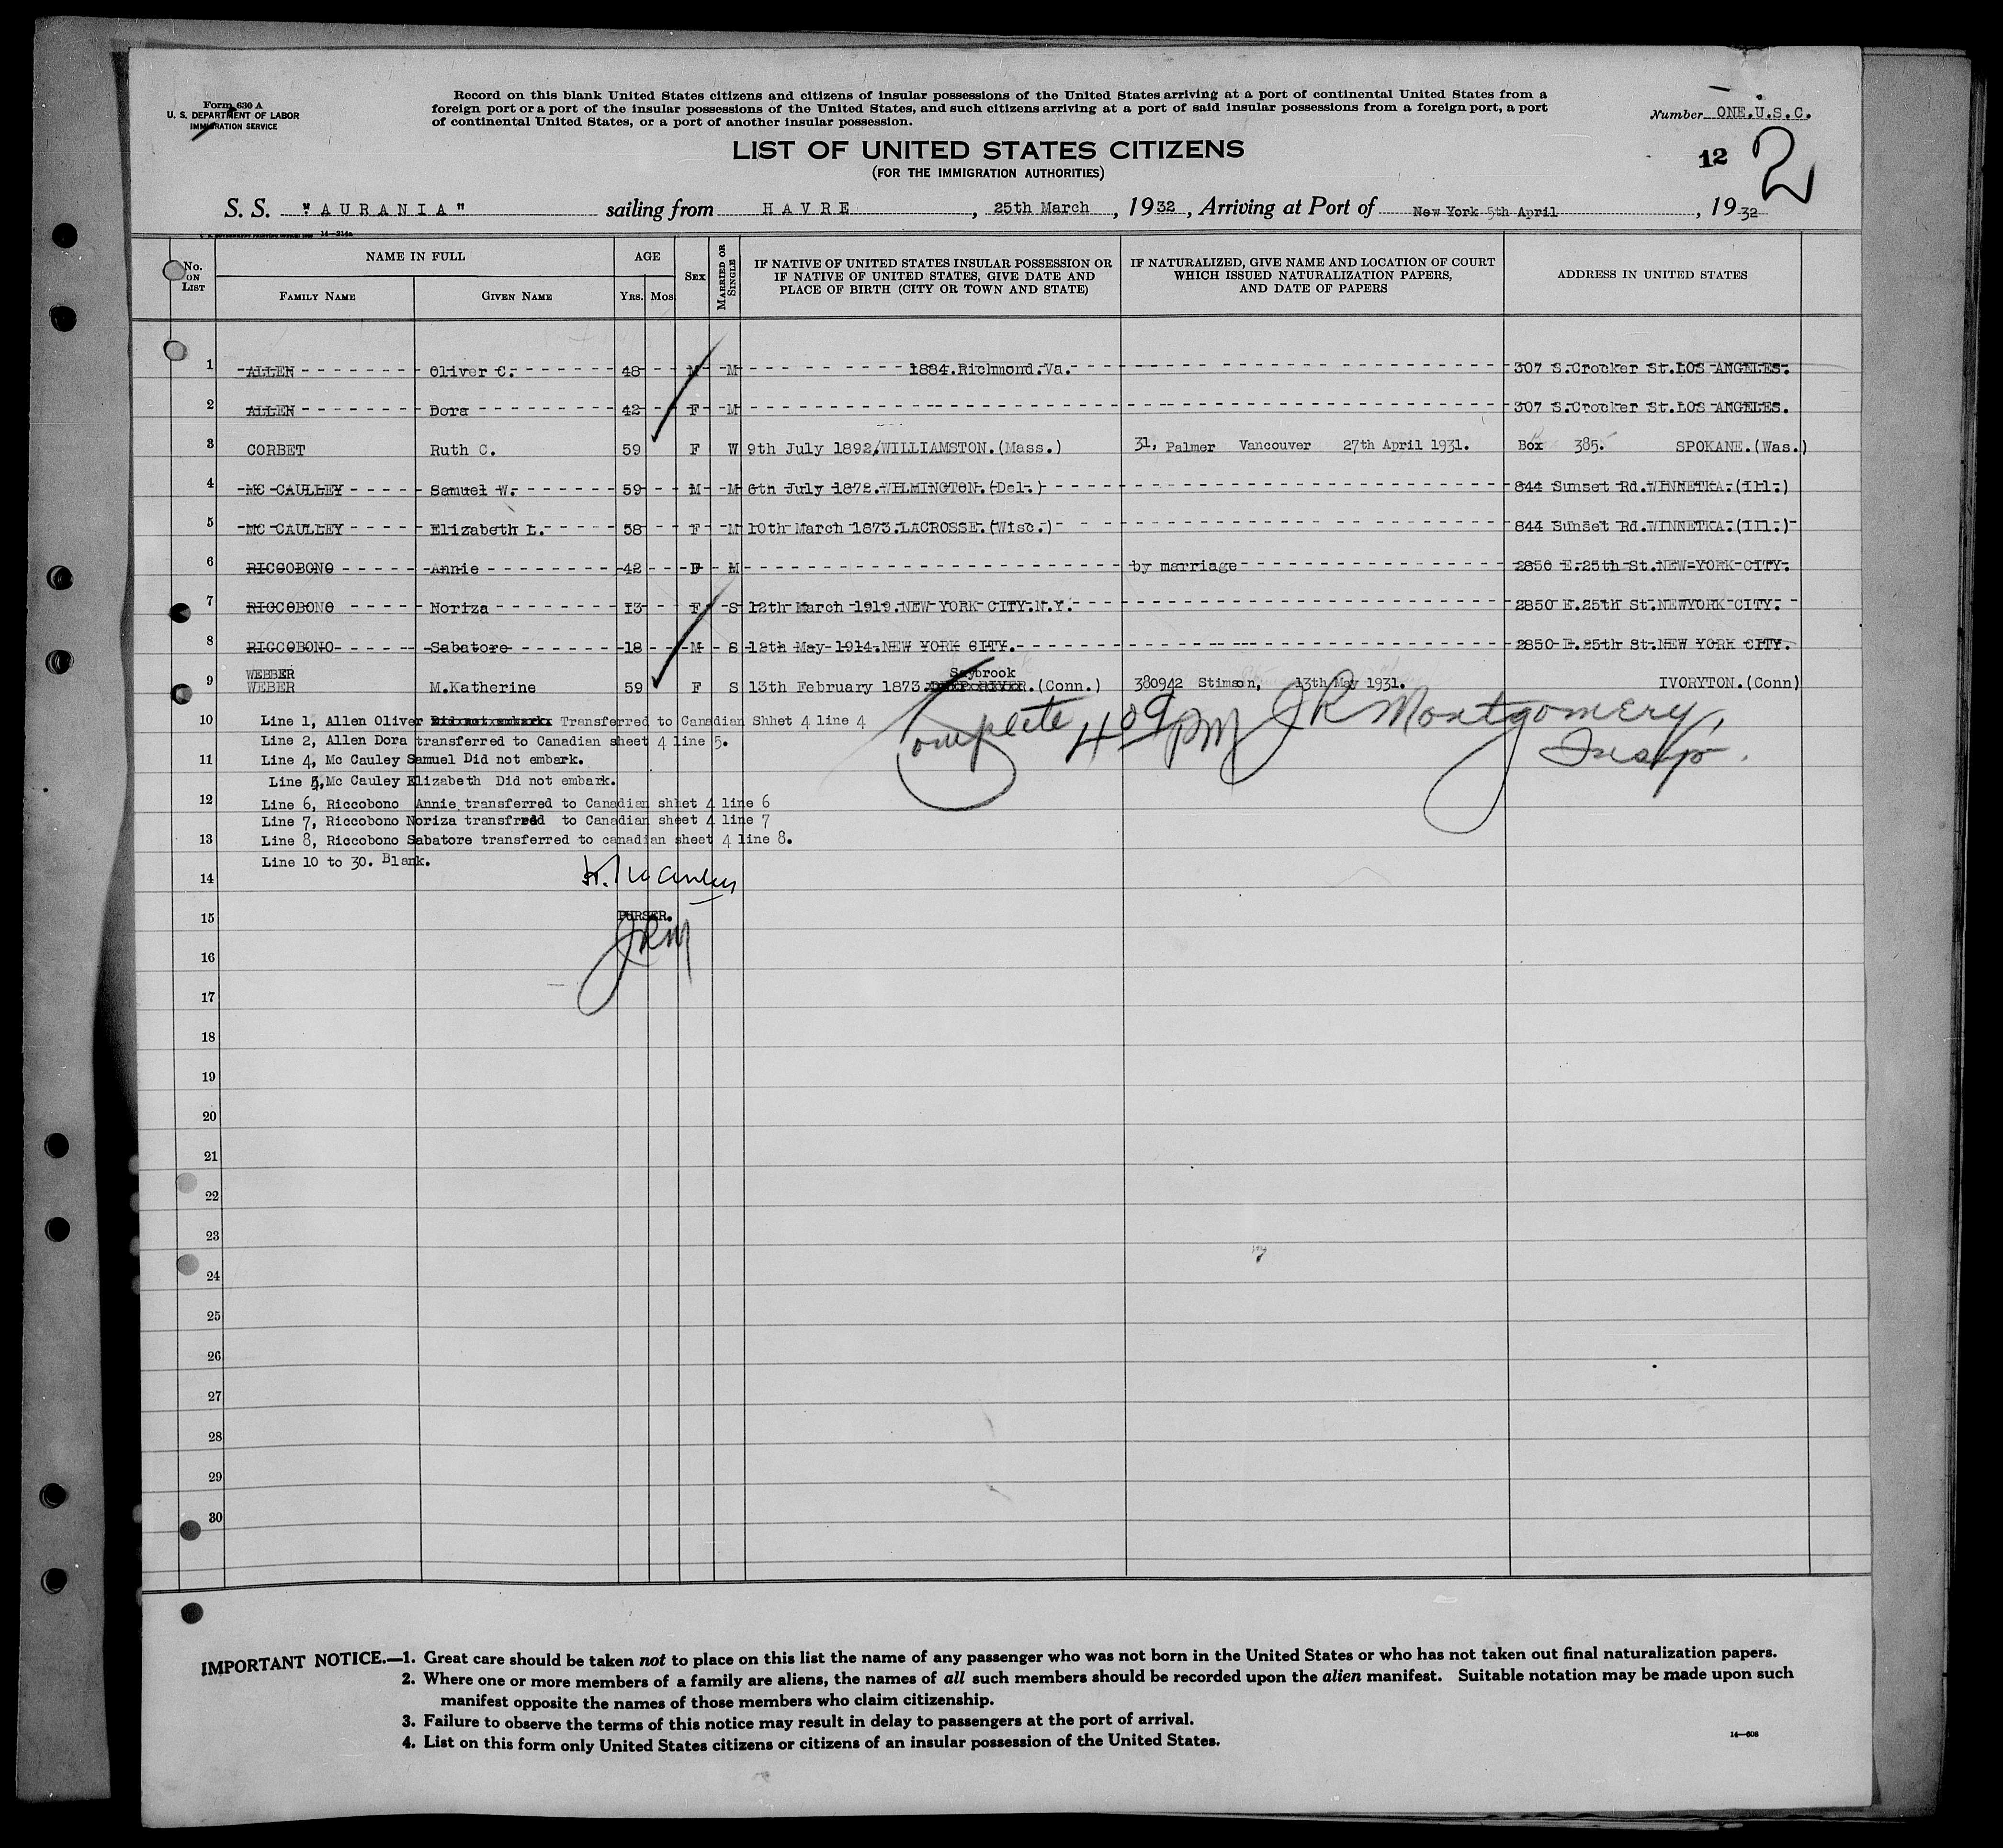 Form 630 A
U. S. DEPARTMENT OF LABOR
IMMIGRATION SERVICE
Record on this blank United States citizens and citizens of insular possessions of the United States arriving at a port of continental United States from a
foreign port or a port of the insular possessions of the United States, and such citizens arriving at a port of said insular possessions from a foreign port, a port
of continental United States, or a port of another insular possession.
Number ONE.U.S.C.
LIST OF UNITED STATES CITIZENS
(FOR THE IMMIGRATION AUTHORITIES)
12 2
S. S. "AURANIA" sailing from HAVRE, 25th March, 1932, Arriving at Port of New York 5th April, 1932
No. ON LIST
NAME IN FULL
FAMILY NAME
GIVEN NAME
AGE
YRS. MOS
SEX
MARRIED OR SINGLE
IF NATIVE OF UNITED STATES INSULAR POSSESSION OR
IF NATIVE OF UNITED STATES, GIVE DATE AND
PLACE OF BIRTH (CITY OR TOWN AND STATE)
IF NATURALIZED, GIVE NAME AND LOCATION OF COURT
WHICH ISSUED NATURALIZATION PAPERS,
AND DATE OF PAPERS
ADDRESS IN UNITED STATES
1 ALLEN Oliver C. 48 M M 1884.Richmond.Va. 307 S.Crocker St.LOS ANGELES.
2 ALLEN Dora 42 F M 307 S.Crocker St.LOS ANGELES.
3 CORBET Ruth C. 59 F W 9th July 1892/WILLIAMSTON.(Mass.) 31, Palmer Vancouver 27th April 1931. Box 385. SPOKANE.(Was.)
4 MC CAULLEY Samuel W. 59 M M 6th July 1872.WILMINGTON.(Del.) 844 Sunset Rd.WINNETKA.(Ill.)
5 MC CAULLEY Elizabeth L. 58 F M 10th March 1873.LACROSSE.(Wisc.) 844 Sunset Rd.WINNETKA.(Ill.)
6 RICCOBONO Annie 42 F M by marriage 2850 E.25th St.NEW-YORK-CITY.
7 RICCOBONO Noriza 13 F S 12th March 1919.NEW YORK CITY.N.Y. 2850 E.25th St.NEWYORK CITY.
8 RICCOBONO Sabatore 18 M S 12th May 1914.NEW YORK CITY. 2850 E.25th St.NEW YORK CITY.
WEBBER Saybrook
9 WEBER M.Katherine 59 F S 13th February 1873.DEEP RIVER.(Conn.) 380942 Stimson, 13th May 1931. IVORYTON.(Conn)
10 Line 1, Allen Oliver Did not embark. Transferred to Canadian Shhet 4 line 4
Complete 4 09 PM JR Montgomery, Insp.
Line 2, Allen Dora transferred to Canadian sheet 4 line 5.
11 Line 4, Mc Cauley Samuel Did not embark.
Line 5,Mc Cauley Elizabeth Did not embark.
12 Line 6, Riccobono Annie transferred to Canadian shhet 4 line 6
Line 7, Riccobono Noriza transfrred to Canadian sheet 4 line 7
13 Line 8, Riccobono Sabatore transferred to canadian sheet 4 line 8.
Line 10 to 30. Blank.
14
15 PURSER.
JRM
16
17
18
19
20
21
22
23
24
25
26
27
28
29
30
IMPORTANT NOTICE.—1. Great care should be taken not to place on this list the name of any passenger who was not born in the United States or who has not taken out final naturalization papers.
2. Where one or more members of a family are aliens, the names of all such members should be recorded upon the alien manifest. Suitable notation may be made upon such
manifest opposite the names of those members who claim citizenship.
3. Failure to observe the terms of this notice may result in delay to passengers at the port of arrival.
4. List on this form only United States citizens or citizens of an insular possession of the United States.
14—608